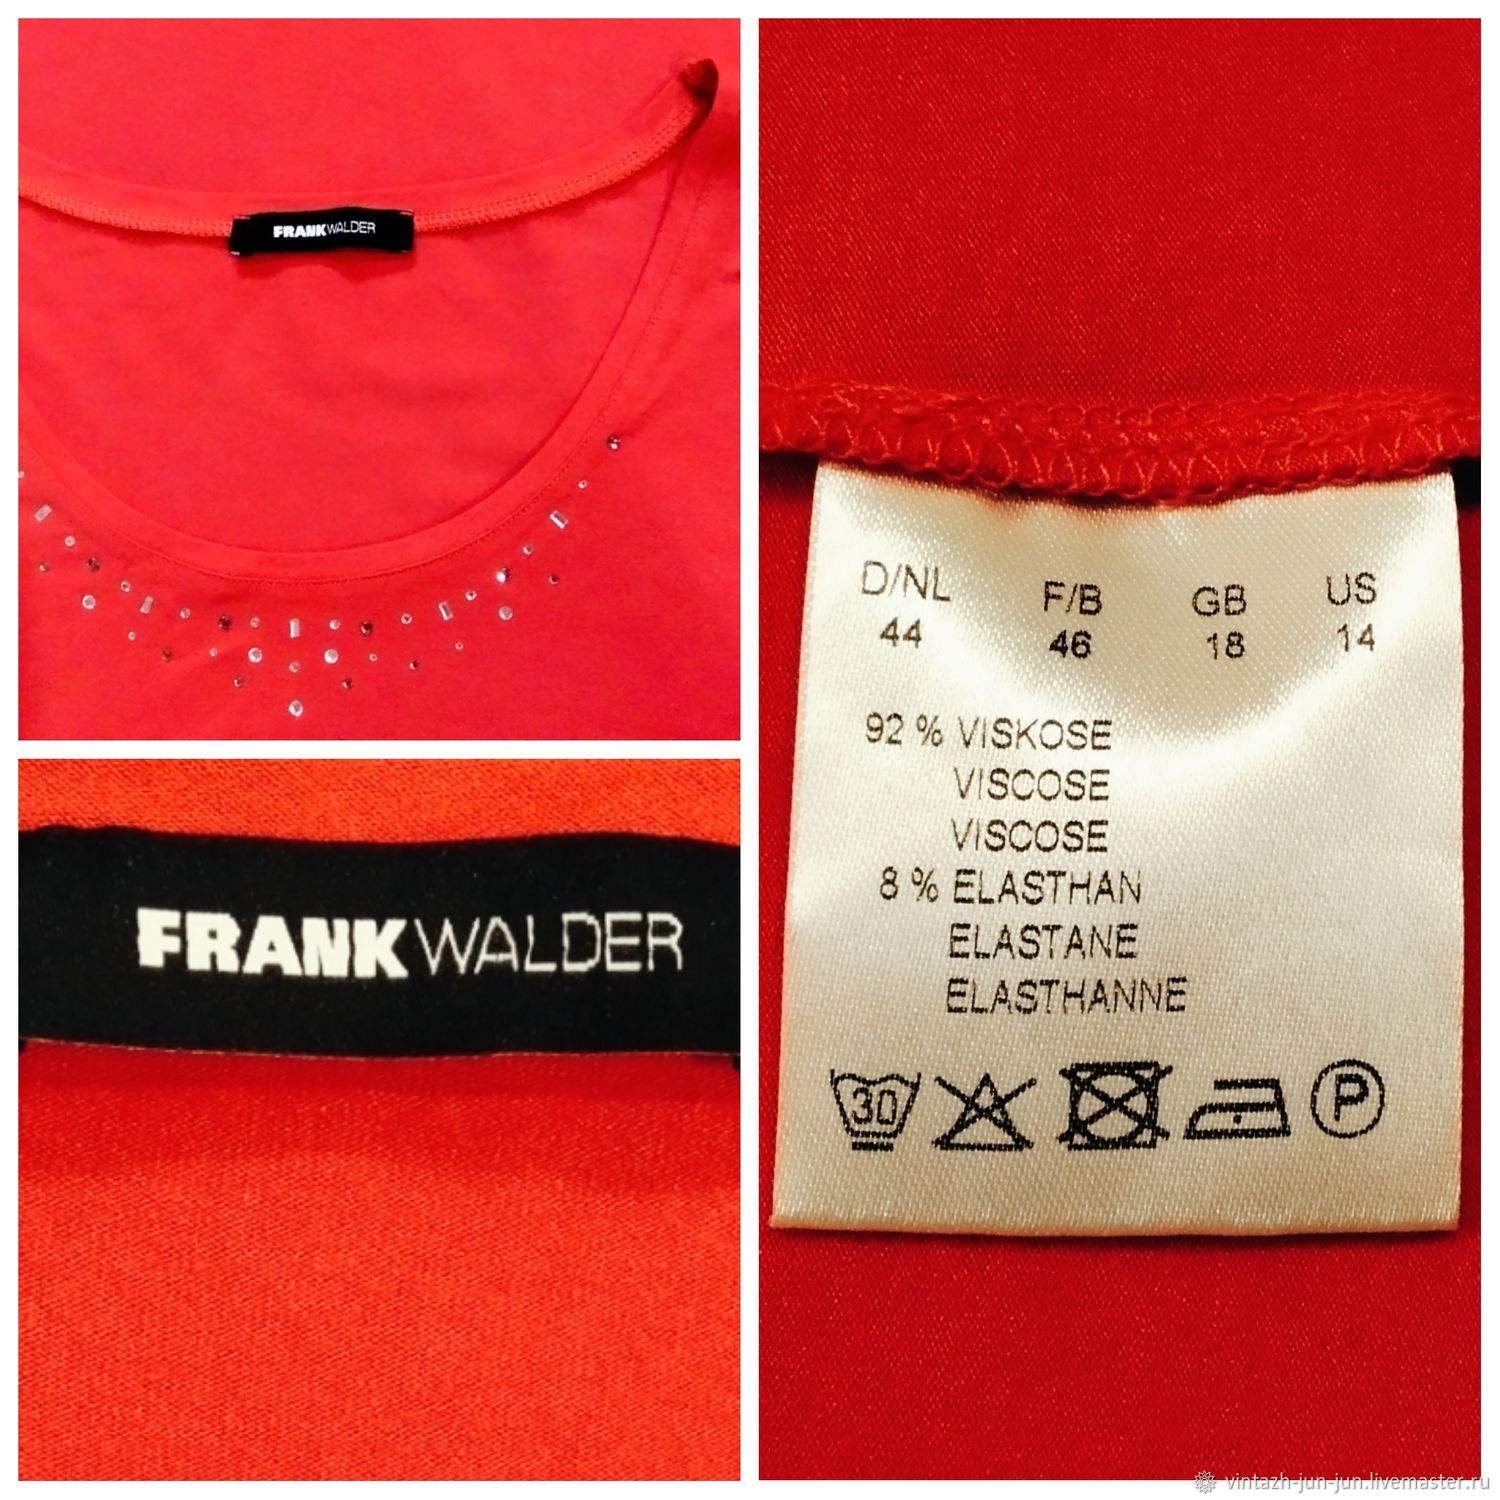 FRANKWALDER
FRANKWALDER
D/NL F/B GB US
44 46 18 14
92 % VISKOSE
VISCOSE
VISCOSE
8 % ELASTHAN
ELASTANE
ELASTHANNE
30 P
vintazh-jun-jun.livemaster.ru